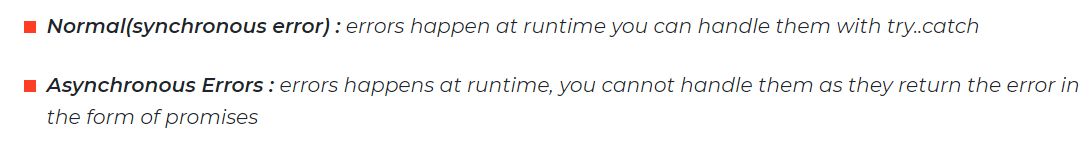 Normal(synchronous error) : errors happen at runtime you can handle them with try..catch
Asynchronous Errors : errors happens at runtime, you cannot handle them as they return the error in
the form of promises